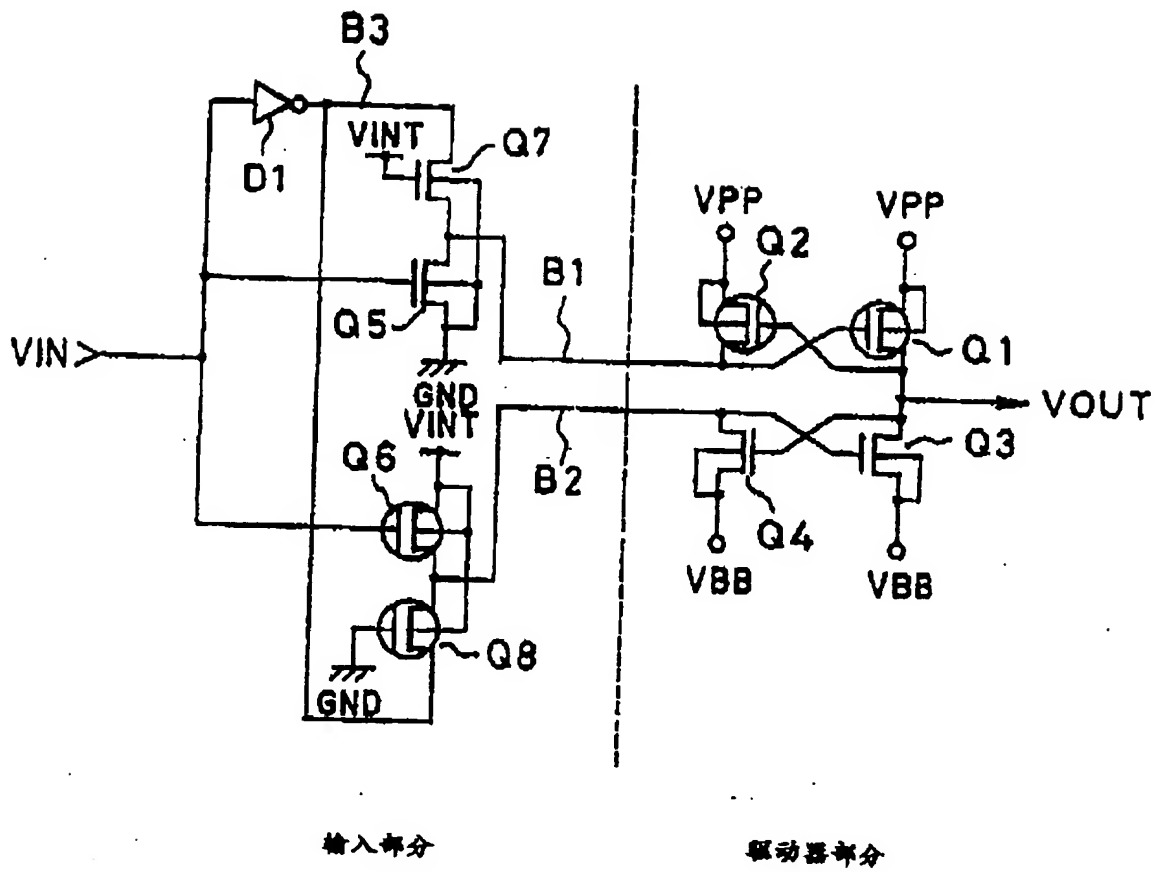 B3
VINT
Q7
D1
VPP
VPP
Q2
B1
Q5
VIN
Q1
GND
VINT
VOUT
Q6
Q3
B2
Q4
VBB
VBB
Q8
GND
输入部分
驱动器部分